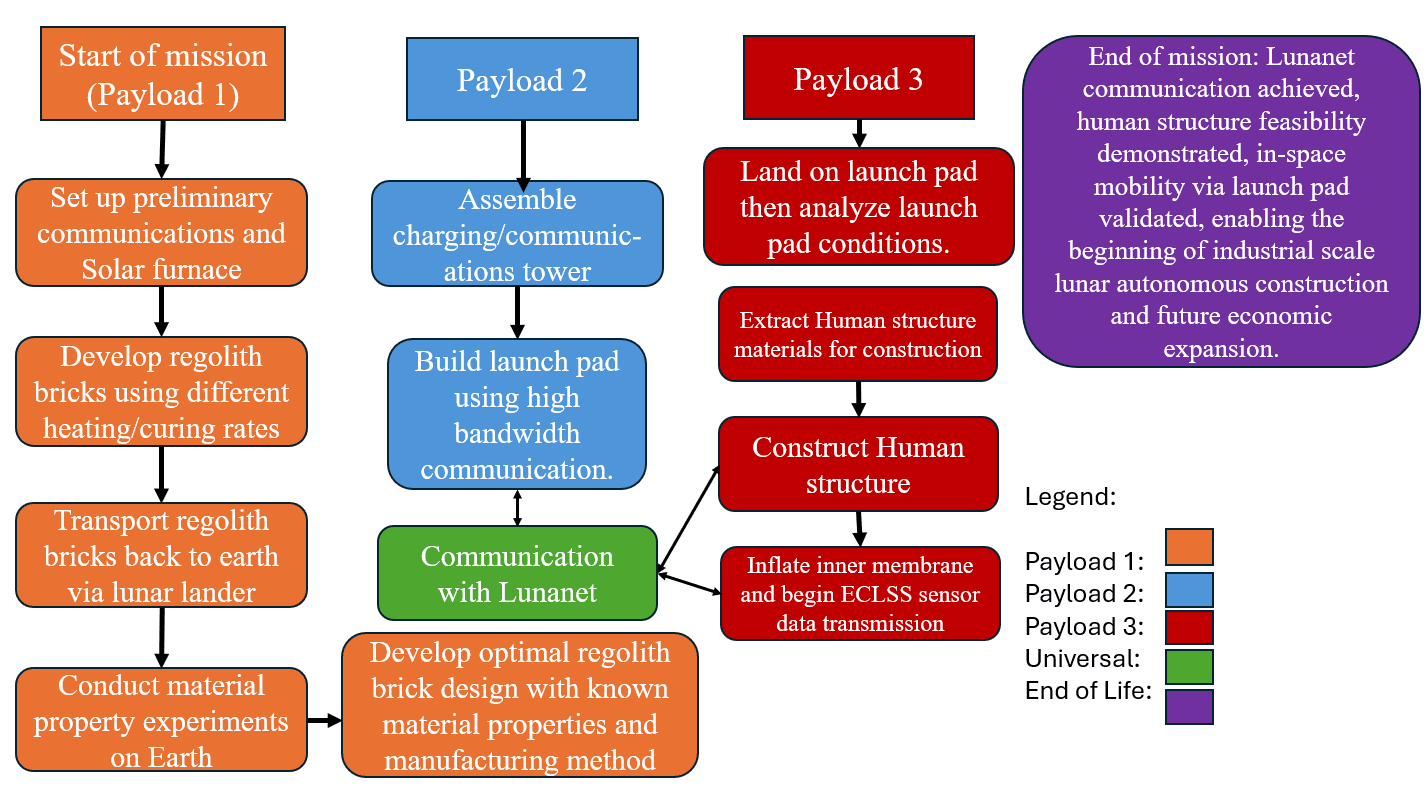 Start of mission
(Payload 1)
Set up preliminary
communications and
Solar furnace
Develop regolith
bricks using different
heating/curing rates
Transport regolith
bricks back to earth
via lunar lander
Conduct material
property experiments
on Earth
Develop optimal regolith
brick design with known
material properties and
manufacturing method
Payload 2
Assemble
charging/communic-
ations tower
Build launch pad
using high
bandwidth
communication.
Communication
with Lunanet
Payload 3
Land on launch pad
then analyze launch
pad conditions.
Extract Human structure
materials for construction
Construct Human
structure
Inflate inner membrane
and begin ECLSS sensor
data transmission
End of mission: Lunanet
communication achieved,
human structure feasibility
demonstrated, in-space
mobility via launch pad
validated, enabling the
beginning of industrial scale
lunar autonomous construction
and future economic
expansion.
Legend:
Payload 1:
Payload 2:
Payload 3:
Universal:
End of Life: